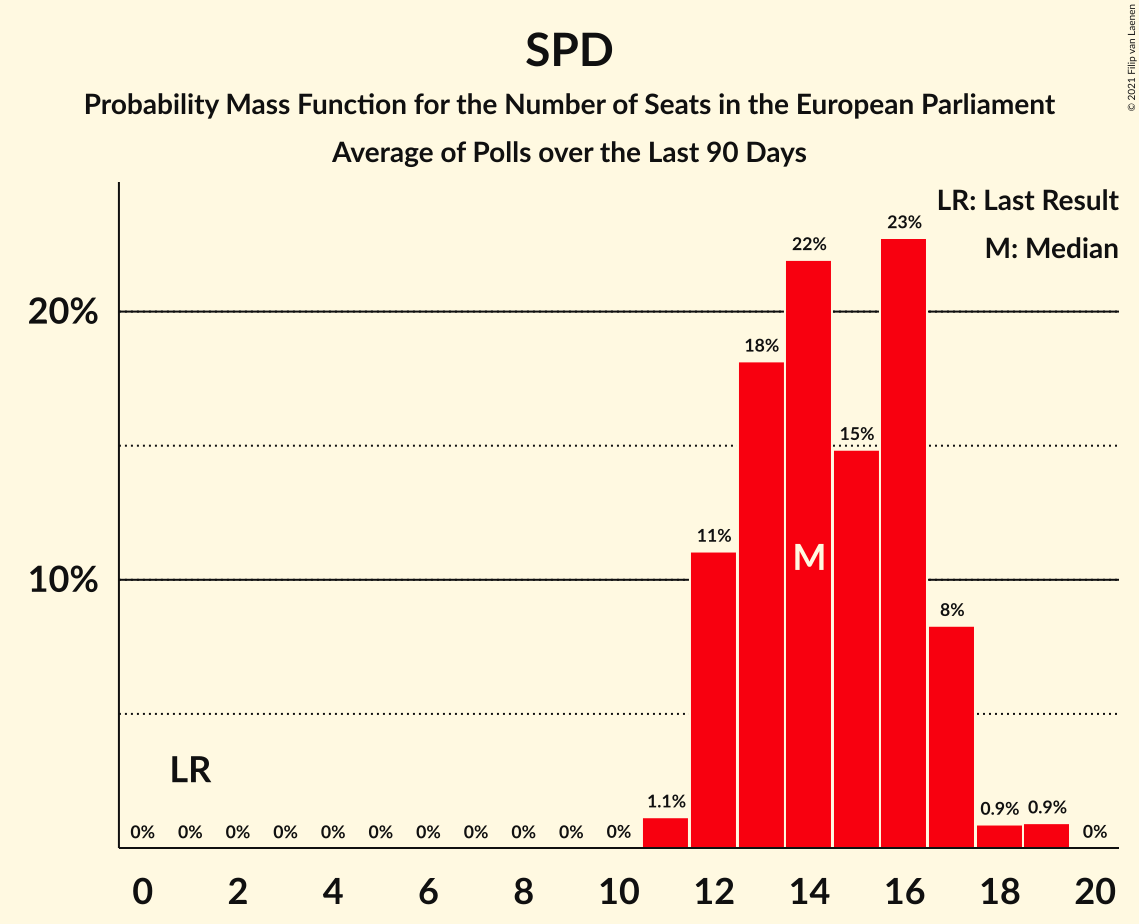 SPD
Probability Mass Function for the Number of Seats in the European Parliament
Average of Polls over the Last 90 Days
© 2021 Filip van Laenen
LR: Last Result
M: Median
20%
10%
0% 0% 0% 0% 0% 0% 0% 0% 0% 0% 0% 1.1% 11% 18% 22% 15% 23% 8% 0.9% 0.9% 0%
LR
M
0 2 4 6 8 10 12 14 16 18 20